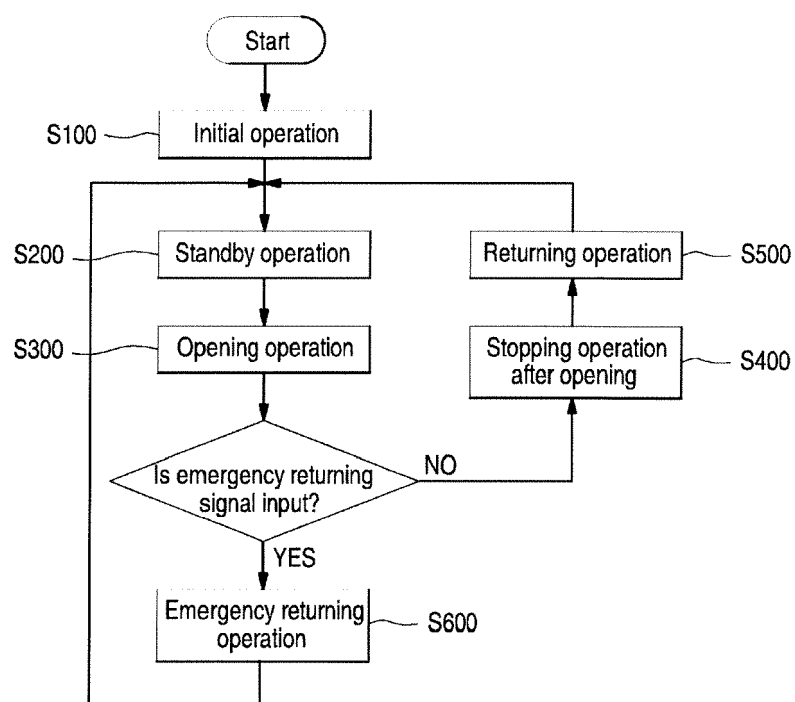 Start
S100
Initial operation
S200
Standby operation
Returning operation
S500
S300
Opening operation
Stopping operation
after opening
S400
Is emergency returning
signal input?
NO
YES
Emergency returning
operation
S600